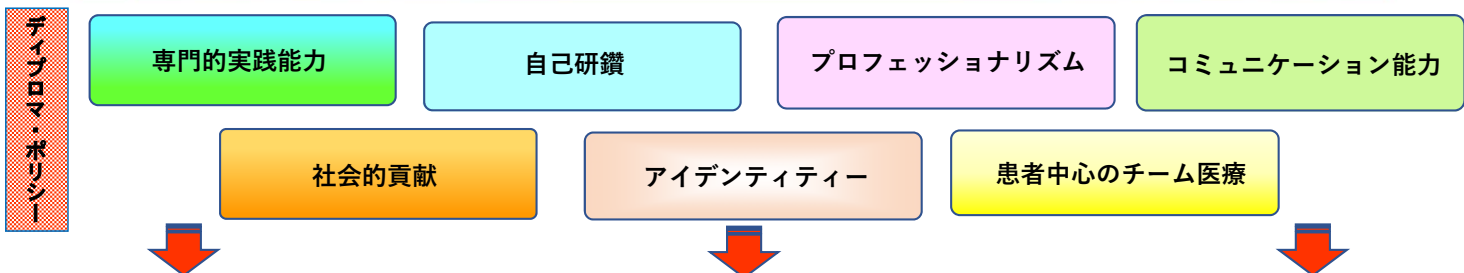 ディプロマ・ポリシー
専門的実践能力
自己研鑽
プロフェッショナリズム
コミュニケーション能力
社会的貢献
アイデンティティー
患者中心のチーム医療